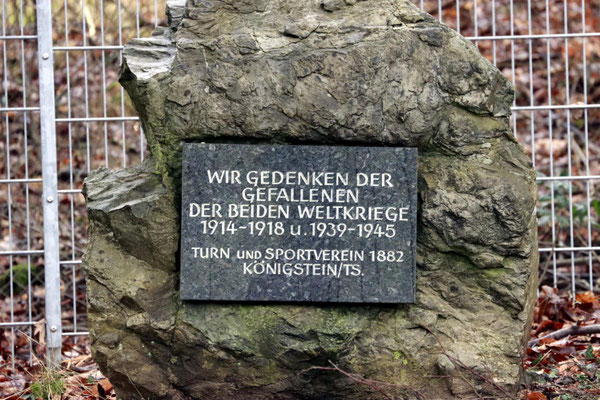 WIR GEDENKEN DER
GEFALLENEN
DER BEIDEN WELTKRIEGE
1914-1918 u. 1939-1945
TURN und SPORTVEREIN 1882
KÖNIGSTEIN/TS.